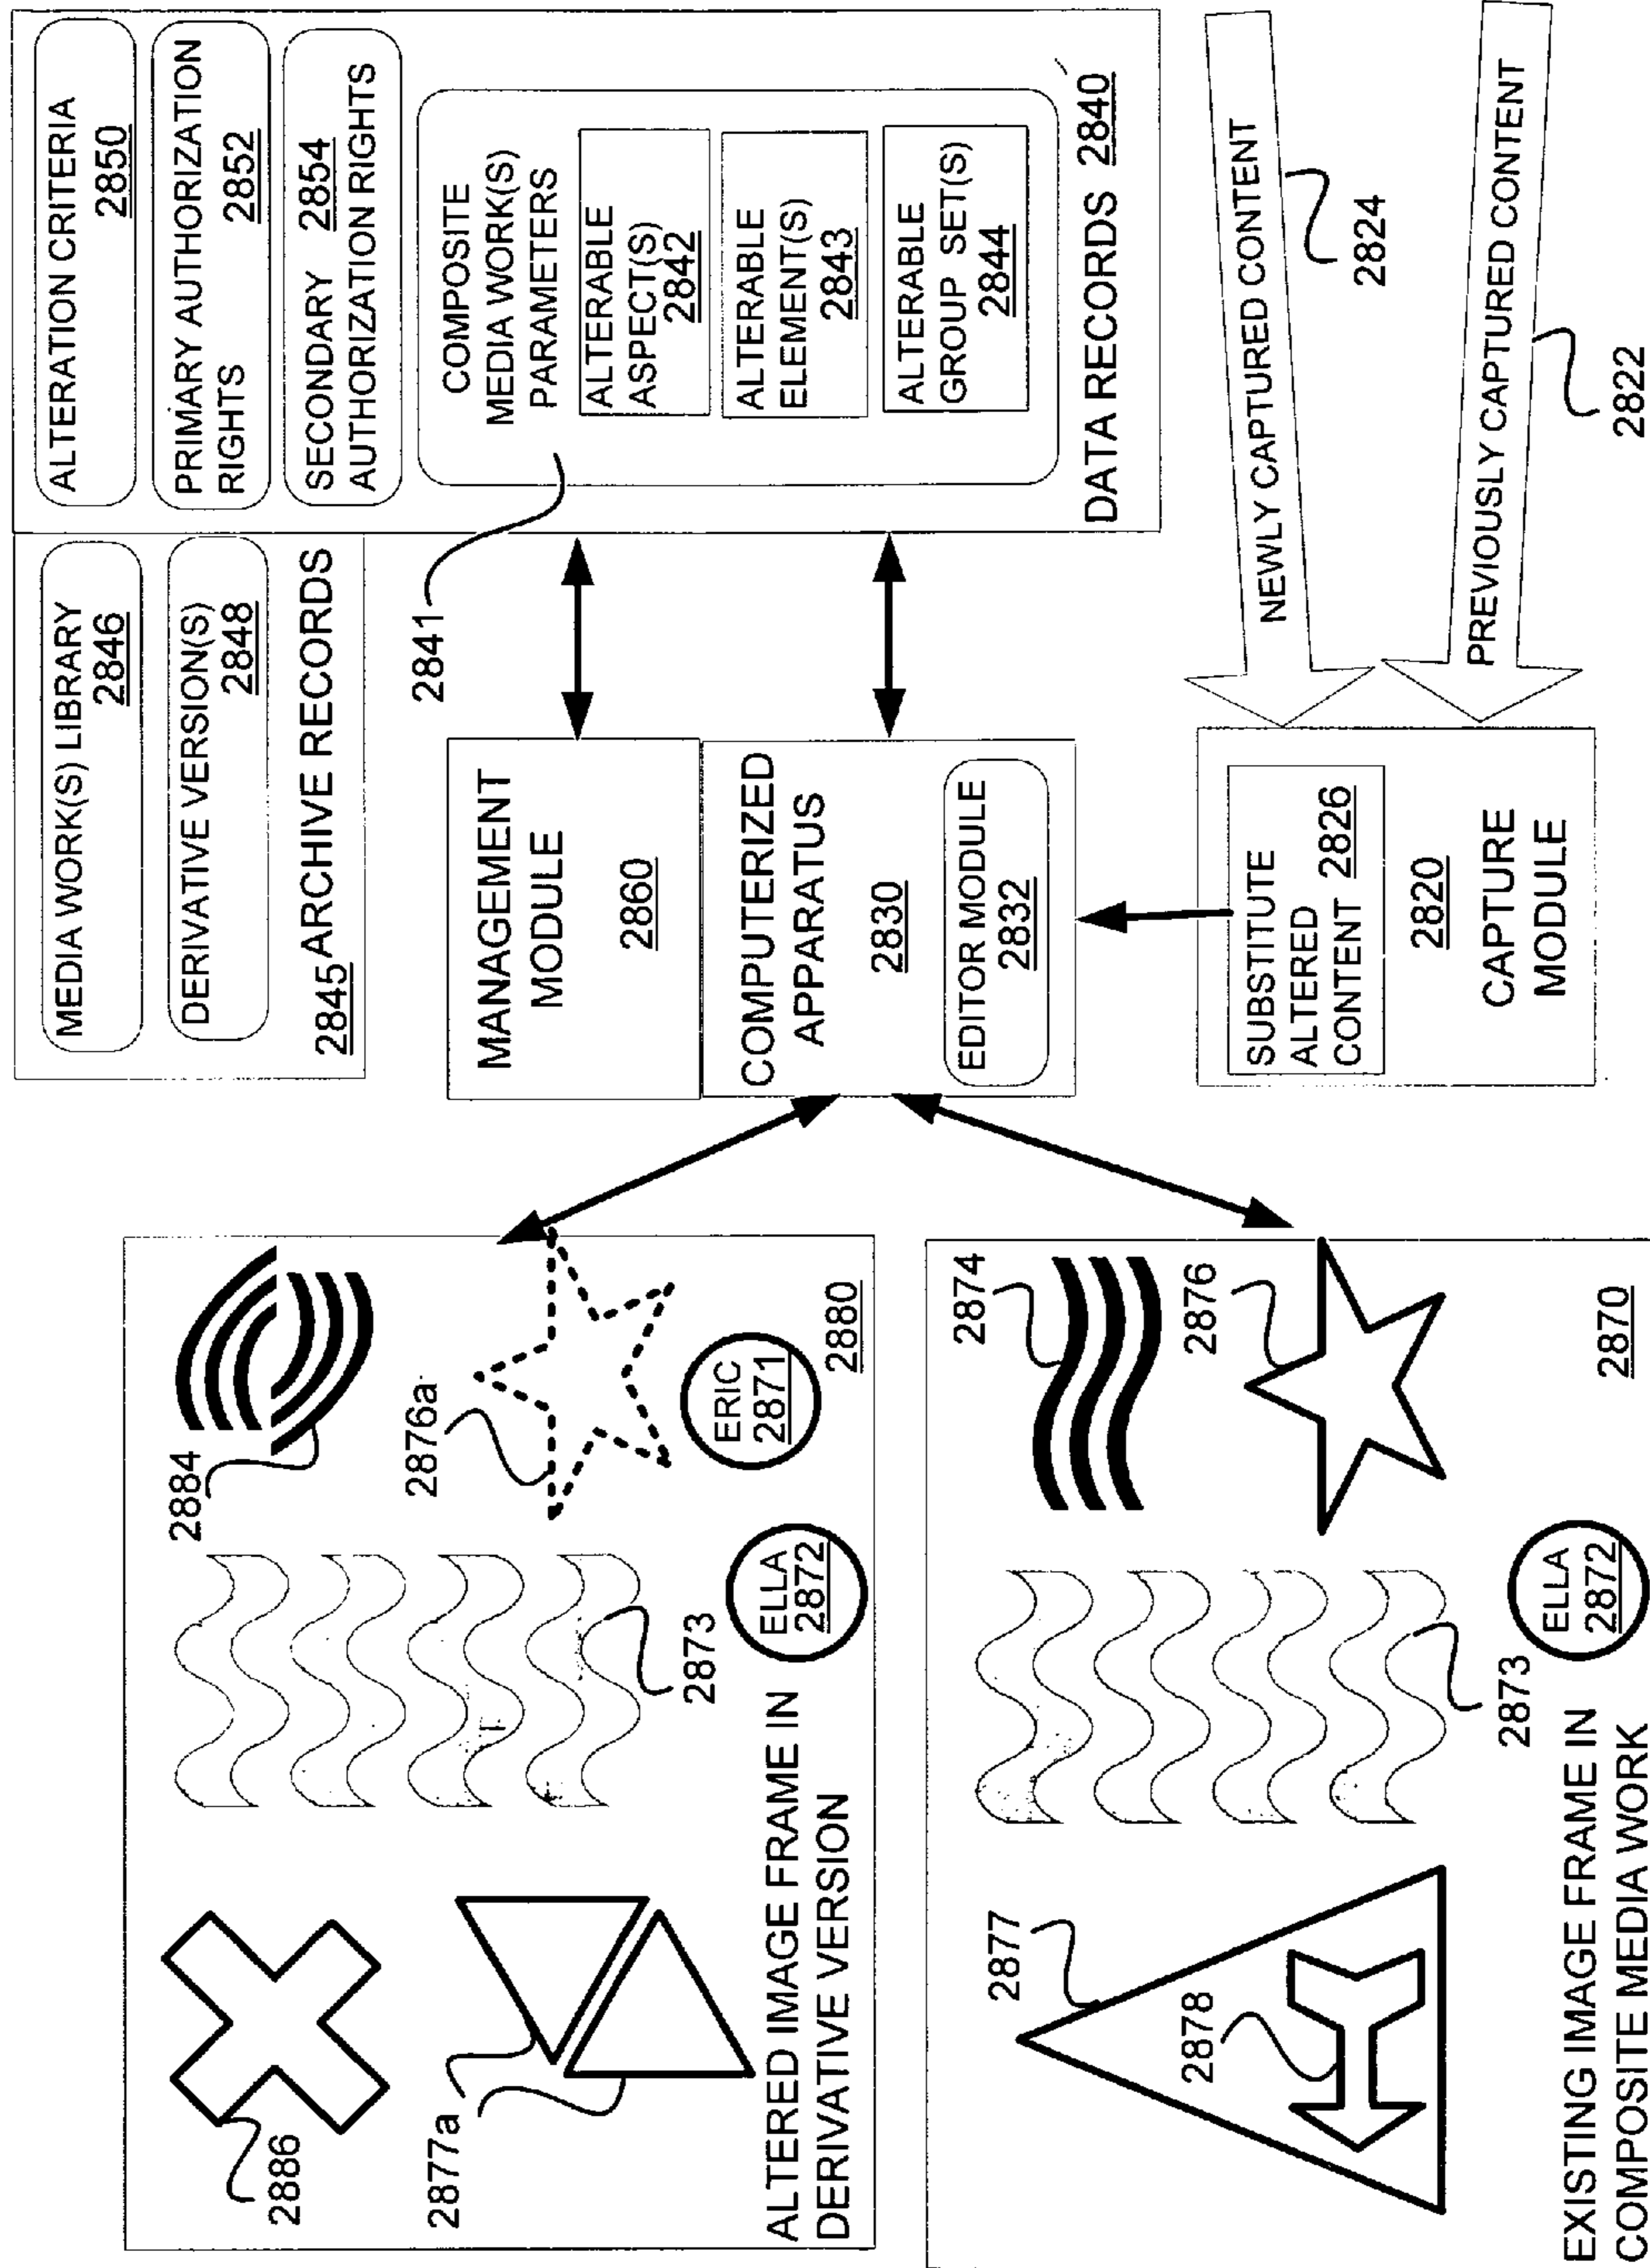 MEDIA WORK(S) LIBRARY
2846
DERIVATIVE VERSION(S)
2848
2845 ARCHIVE RECORDS
ALTERATION CRITERIA
2850
PRIMARY AUTHORIZATION
RIGHTS 2852
SECONDARY 2854
AUTHORIZATION RIGHTS
COMPOSITE
MEDIA WORK(S)
PARAMETERS
ALTERABLE
ASPECT(S)
2842
ALTERABLE
ELEMENT(S)
2843
ALTERABLE
GROUP SET(S)
2844
DATA RECORDS 2840
2841
MANAGEMENT
MODULE
2860
COMPUTERIZED
APPARATUS
2830
EDITOR MODULE
2832
SUBSTITUTE
ALTERED
CONTENT 2826
2820
CAPTURE
MODULE
NEWLY CAPTURED CONTENT
2824
PREVIOUSLY CAPTURED CONTENT
2822
2886
2884
2877a
2876a
2873
ELLA
2872
ERIC
2871
2880
ALTERED IMAGE FRAME IN
DERIVATIVE VERSION
2877
2878
2874
2876
2873
ELLA
2872
2870
EXISTING IMAGE FRAME IN
COMPOSITE MEDIA WORK